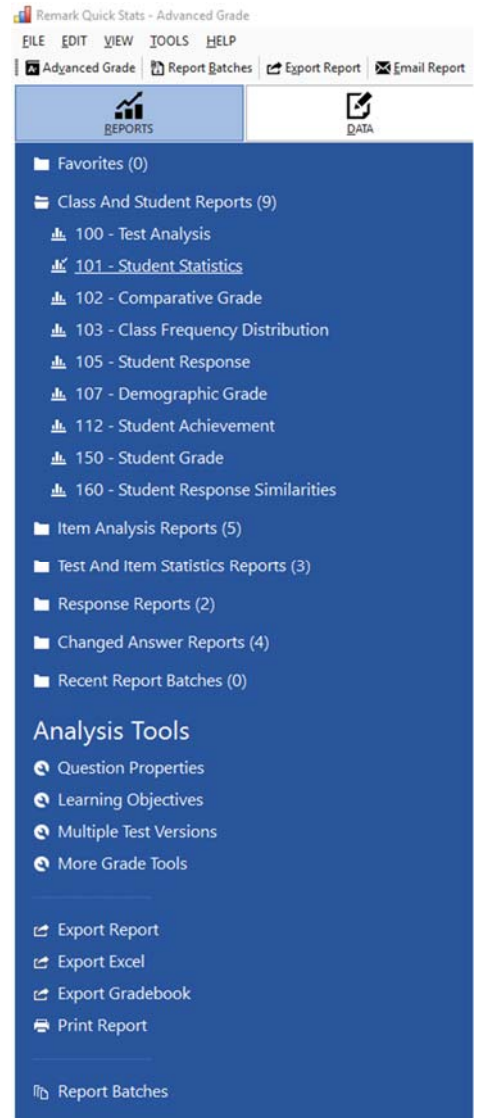 Remark Quick Stats - Advanced Grade
FILE EDIT VIEW TOOLS HELP
Advanced Grade Report Batches Export Report Email Report
REPORTS DATA
Favorites (0)
Class And Student Reports (9)
100 - Test Analysis
101 - Student Statistics
102 - Comparative Grade
103 - Class Frequency Distribution
105 - Student Response
107 - Demographic Grade
112 - Student Achievement
150 - Student Grade
160 - Student Response Similarities
Item Analysis Reports (5)
Test And Item Statistics Reports (3)
Response Reports (2)
Changed Answer Reports (4)
Recent Report Batches (0)
Analysis Tools
Question Properties
Learning Objectives
Multiple Test Versions
More Grade Tools
Export Report
Export Excel
Export Gradebook
Print Report
Report Batches